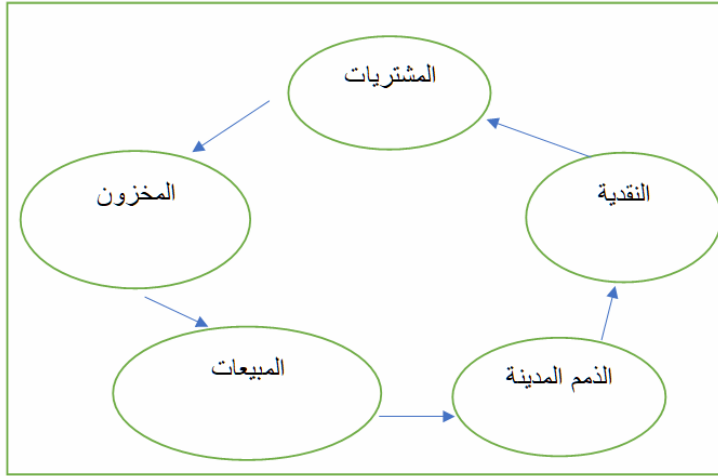 المشتريات
المخزون
النقدية
المبيعات
الذمم المدينة